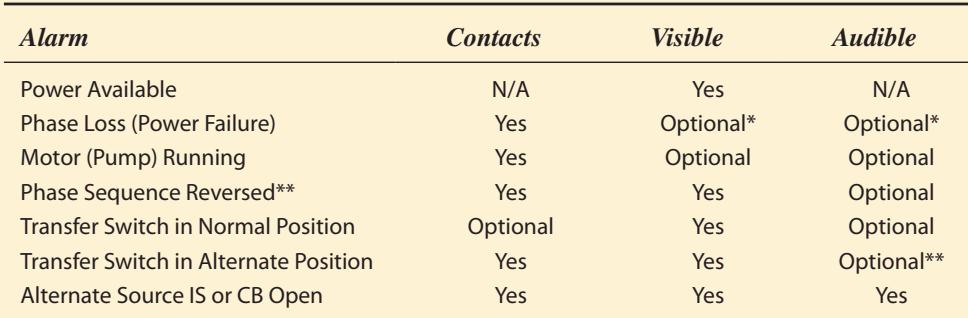 Alarm Contacts Visible Audible
Power Available N/A Yes N/A
Phase Loss (Power Failure) Yes Optional* Optional*
Motor (Pump) Running Yes Optional Optional
Phase Sequence Reversed** Yes Yes Optional
Transfer Switch in Normal Position Optional Yes Optional
Transfer Switch in Alternate Position Yes Yes Optional**
Alternate Source IS or CB Open Yes Yes Yes